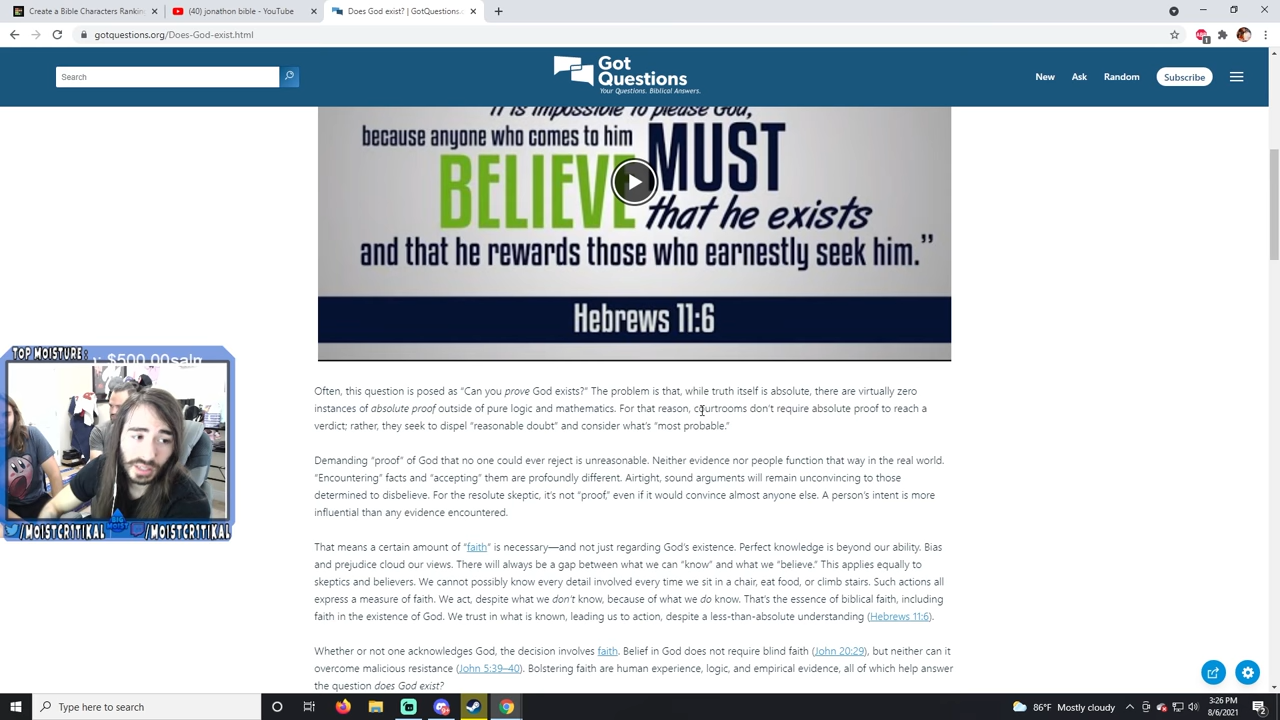 Create a Bible Characters Rankin
(40) jonathon bible - YouTube
Does God exist? | GotQuestions.
gotquestions.org/Does-God-exist.html
Search
Got
Questions
Your Questions. Biblical Answers.
New
Ask
Random
Subscribe
it is impossible to please God,
because anyone who comes to him MUST
BELIEVE that he exists
and that he rewards those who earnestly seek him.”
Hebrews 11:6
TOP MOISTURE:
: $500.00
Often, this question is posed as “Can you prove God exists?” The problem is that, while truth itself is absolute, there are virtually zero
instances of absolute proof outside of pure logic and mathematics. For that reason, courtrooms don’t require absolute proof to reach a
verdict; rather, they seek to dispel “reasonable doubt” and consider what’s “most probable.”
Demanding “proof” of God that no one could ever reject is unreasonable. Neither evidence nor people function that way in the real world.
“Encountering” facts and “accepting” them are profoundly different. Airtight, sound arguments will remain unconvincing to those
determined to disbelieve. For the resolute skeptic, it’s not “proof,” even if it would convince almost anyone else. A person’s intent is more
influential than any evidence encountered.
BIG
MOIST
/MOISTCR1TIKAL
/MOISTCR1TIKAL
That means a certain amount of “faith” is necessary—and not just regarding God’s existence. Perfect knowledge is beyond our ability. Bias
and prejudice cloud our views. There will always be a gap between what we can “know” and what we “believe.” This applies equally to
skeptics and believers. We cannot possibly know every detail involved every time we sit in a chair, eat food, or climb stairs. Such actions all
express a measure of faith. We act, despite what we don’t know, because of what we do know. That’s the essence of biblical faith, including
faith in the existence of God. We trust in what is known, leading us to action, despite a less-than-absolute understanding (Hebrews 11:6).
Whether or not one acknowledges God, the decision involves faith. Belief in God does not require blind faith (John 20:29), but neither can it
overcome malicious resistance (John 5:39–40). Bolstering faith are human experience, logic, and empirical evidence, all of which help answer
the question does God exist?
Type here to search
86°F Mostly cloudy
3:26 PM
8/6/2021
2